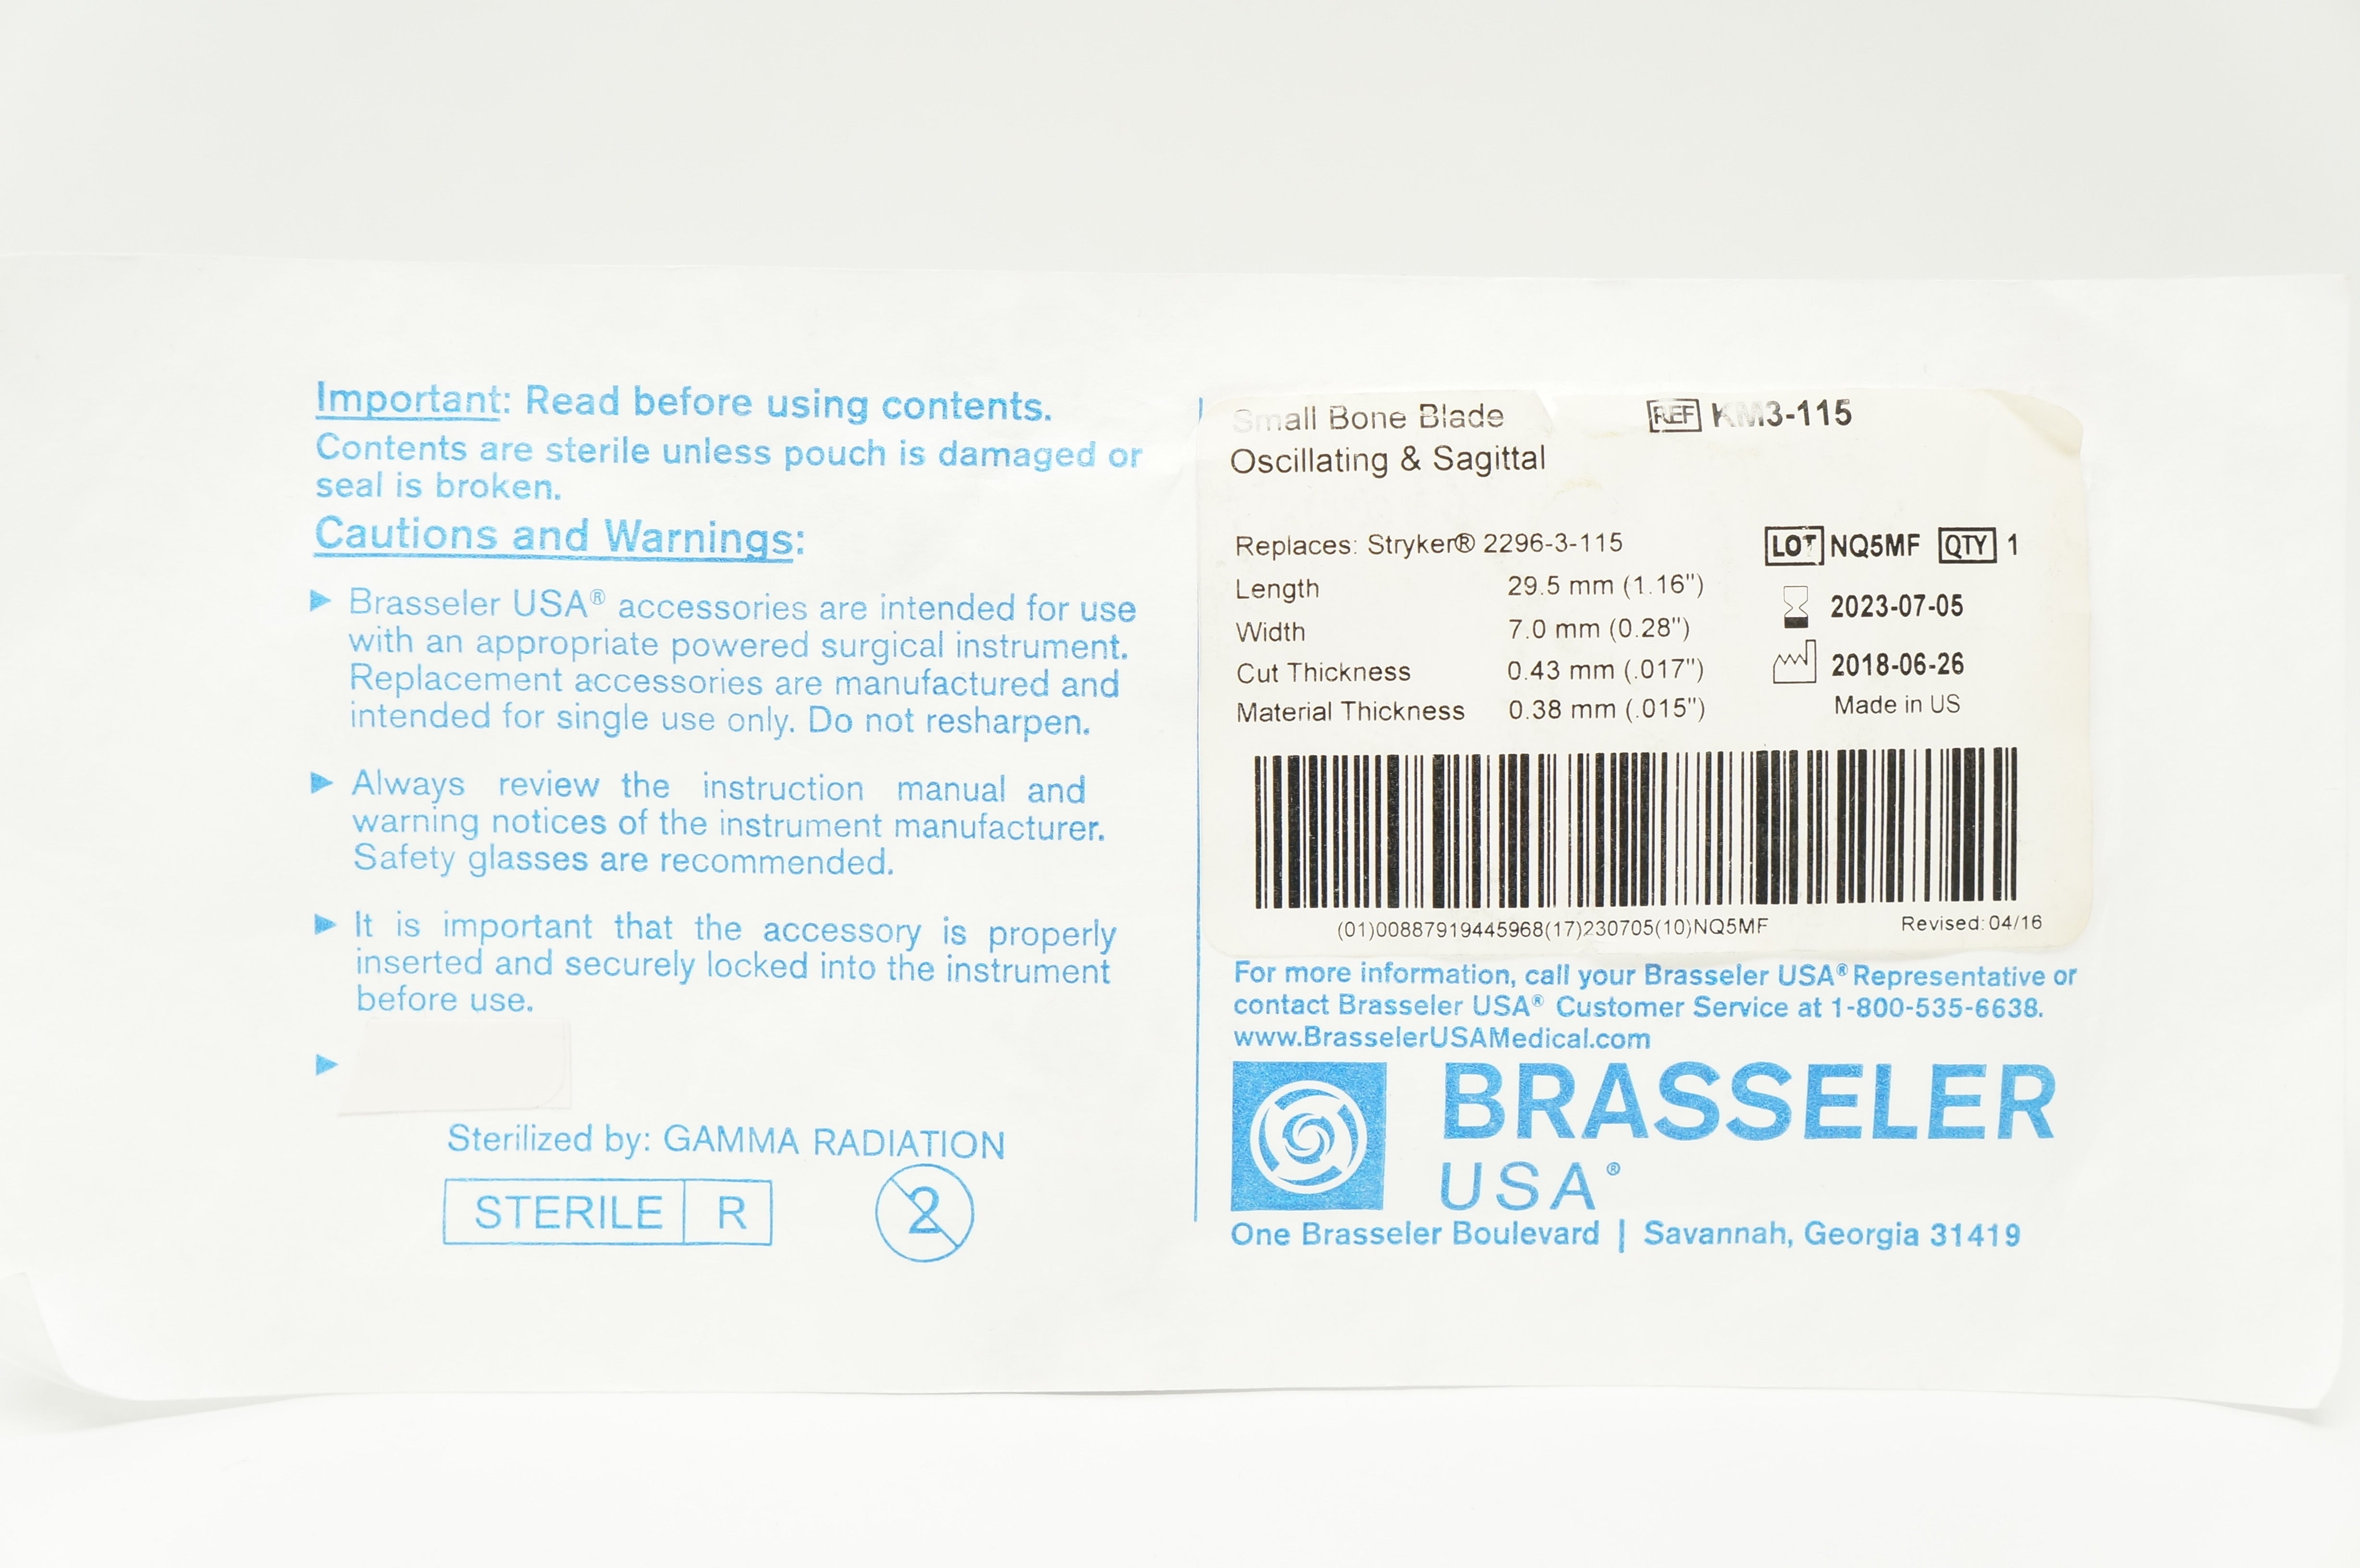 Important: Read before using contents.
Contents are sterile unless pouch is damaged or
seal is broken.
Cautions and Warnings:
▶ Brasseler USA® accessories are intended for use
with an appropriate powered surgical instrument.
Replacement accessories are manufactured and
intended for single use only. Do not resharpen.
▶ Always review the instruction manual and
warning notices of the instrument manufacturer.
Safety glasses are recommended.
▶ It is important that the accessory is properly
inserted and securely locked into the instrument
before use.
▶
Sterilized by: GAMMA RADIATION
STERILE R
2
Small Bone Blade
REF KM3-115
Oscillating & Sagittal
Replaces: Stryker® 2296-3-115
Length 29.5 mm (1.16")
Width 7.0 mm (0.28")
Cut Thickness 0.43 mm (.017")
Material Thickness 0.38 mm (.015")
LOT NQ5MF QTY 1
2023-07-05
2018-06-26
Made in US
(01)00887919445968(17)230705(10)NQ5MF
Revised: 04/16
For more information, call your Brasseler USA® Representative or
contact Brasseler USA® Customer Service at 1-800-535-6638.
www.BrasselerUSAMedical.com
BRASSELER
USA®
One Brasseler Boulevard | Savannah, Georgia 31419